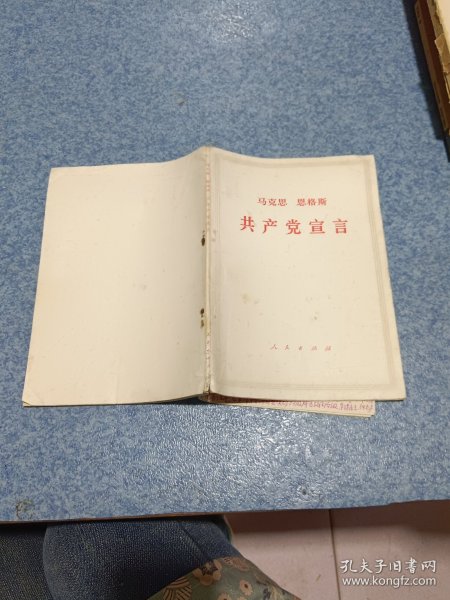 马克思 恩格斯
共产党宣言
人民出版社
孔夫子旧书网
www.kongfz.com